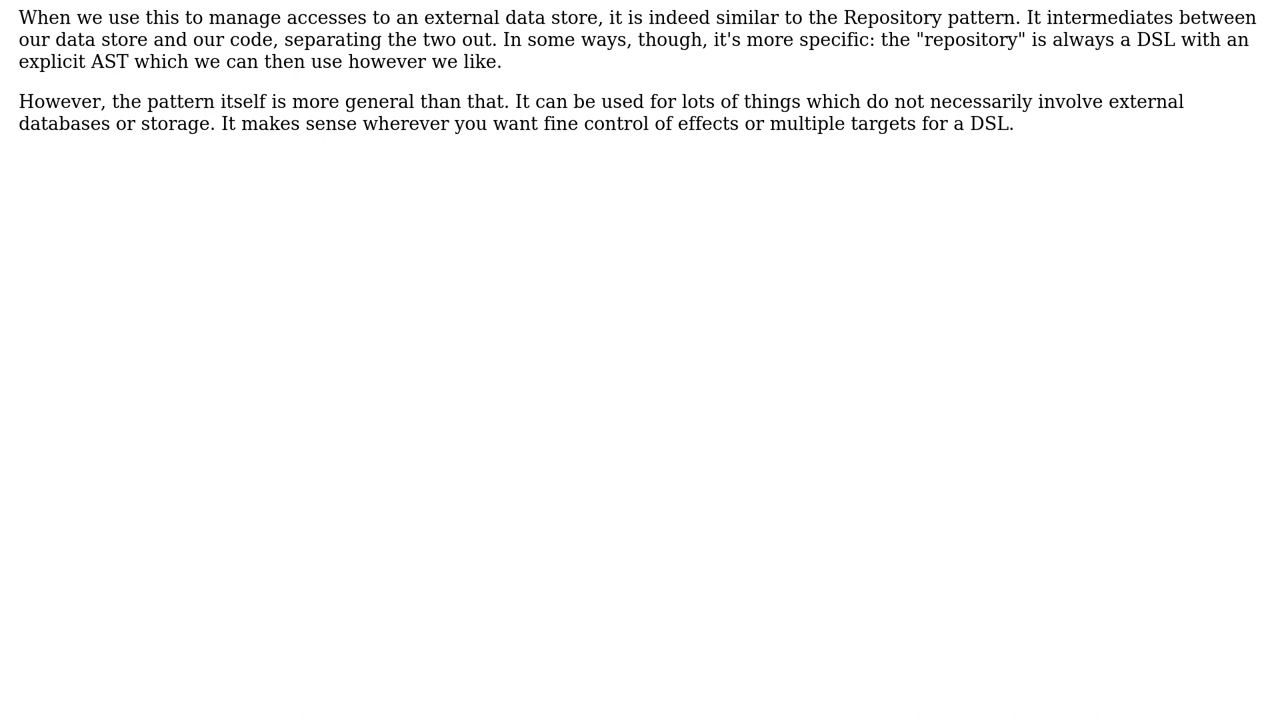 When we use this to manage accesses to an external data store, it is indeed similar to the Repository pattern. It intermediates between
our data store and our code, separating the two out. In some ways, though, it's more specific: the "repository" is always a DSL with an
explicit AST which we can then use however we like.
However, the pattern itself is more general than that. It can be used for lots of things which do not necessarily involve external
databases or storage. It makes sense wherever you want fine control of effects or multiple targets for a DSL.